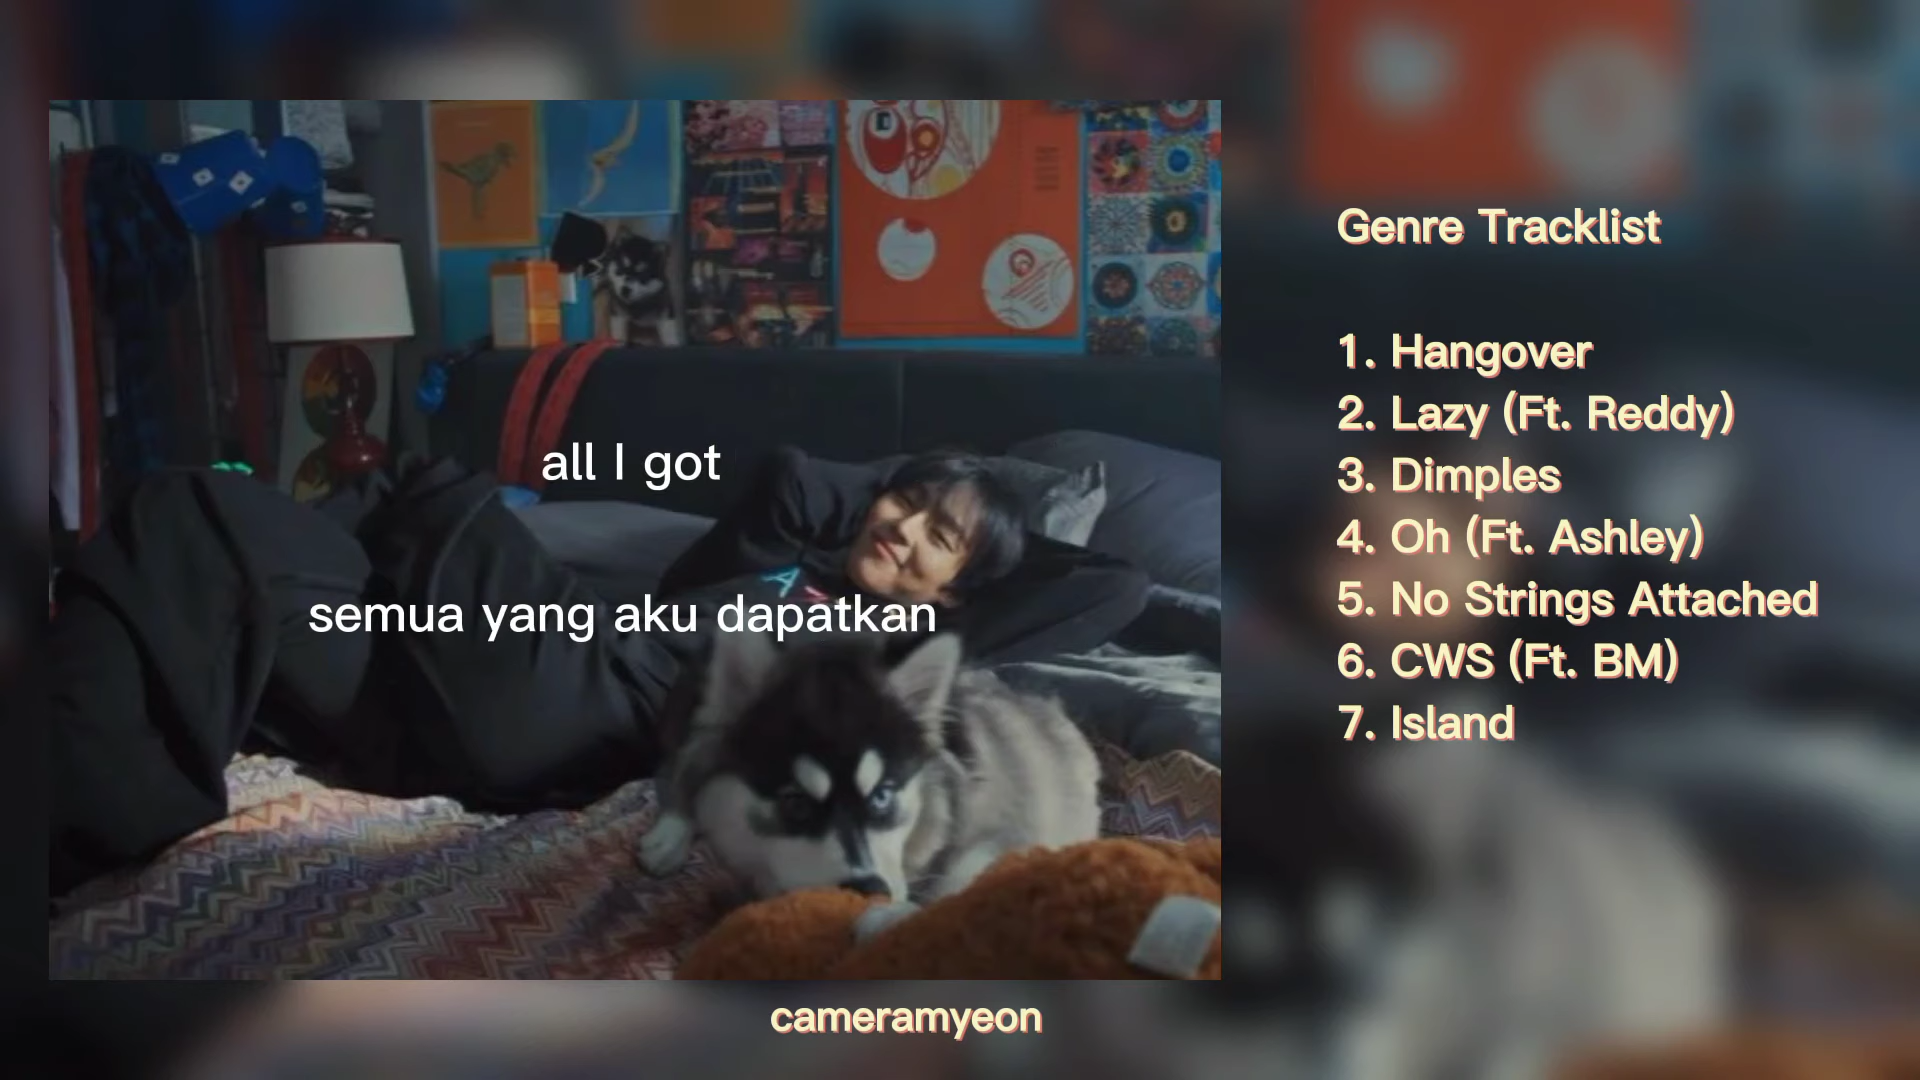 all I got
semua yang aku dapatkan
Genre Tracklist
1. Hangover
2. Lazy (Ft. Reddy)
3. Dimples
4. Oh (Ft. Ashley)
5. No Strings Attached
6. CWS (Ft. BM)
7. Island
cameramyeon